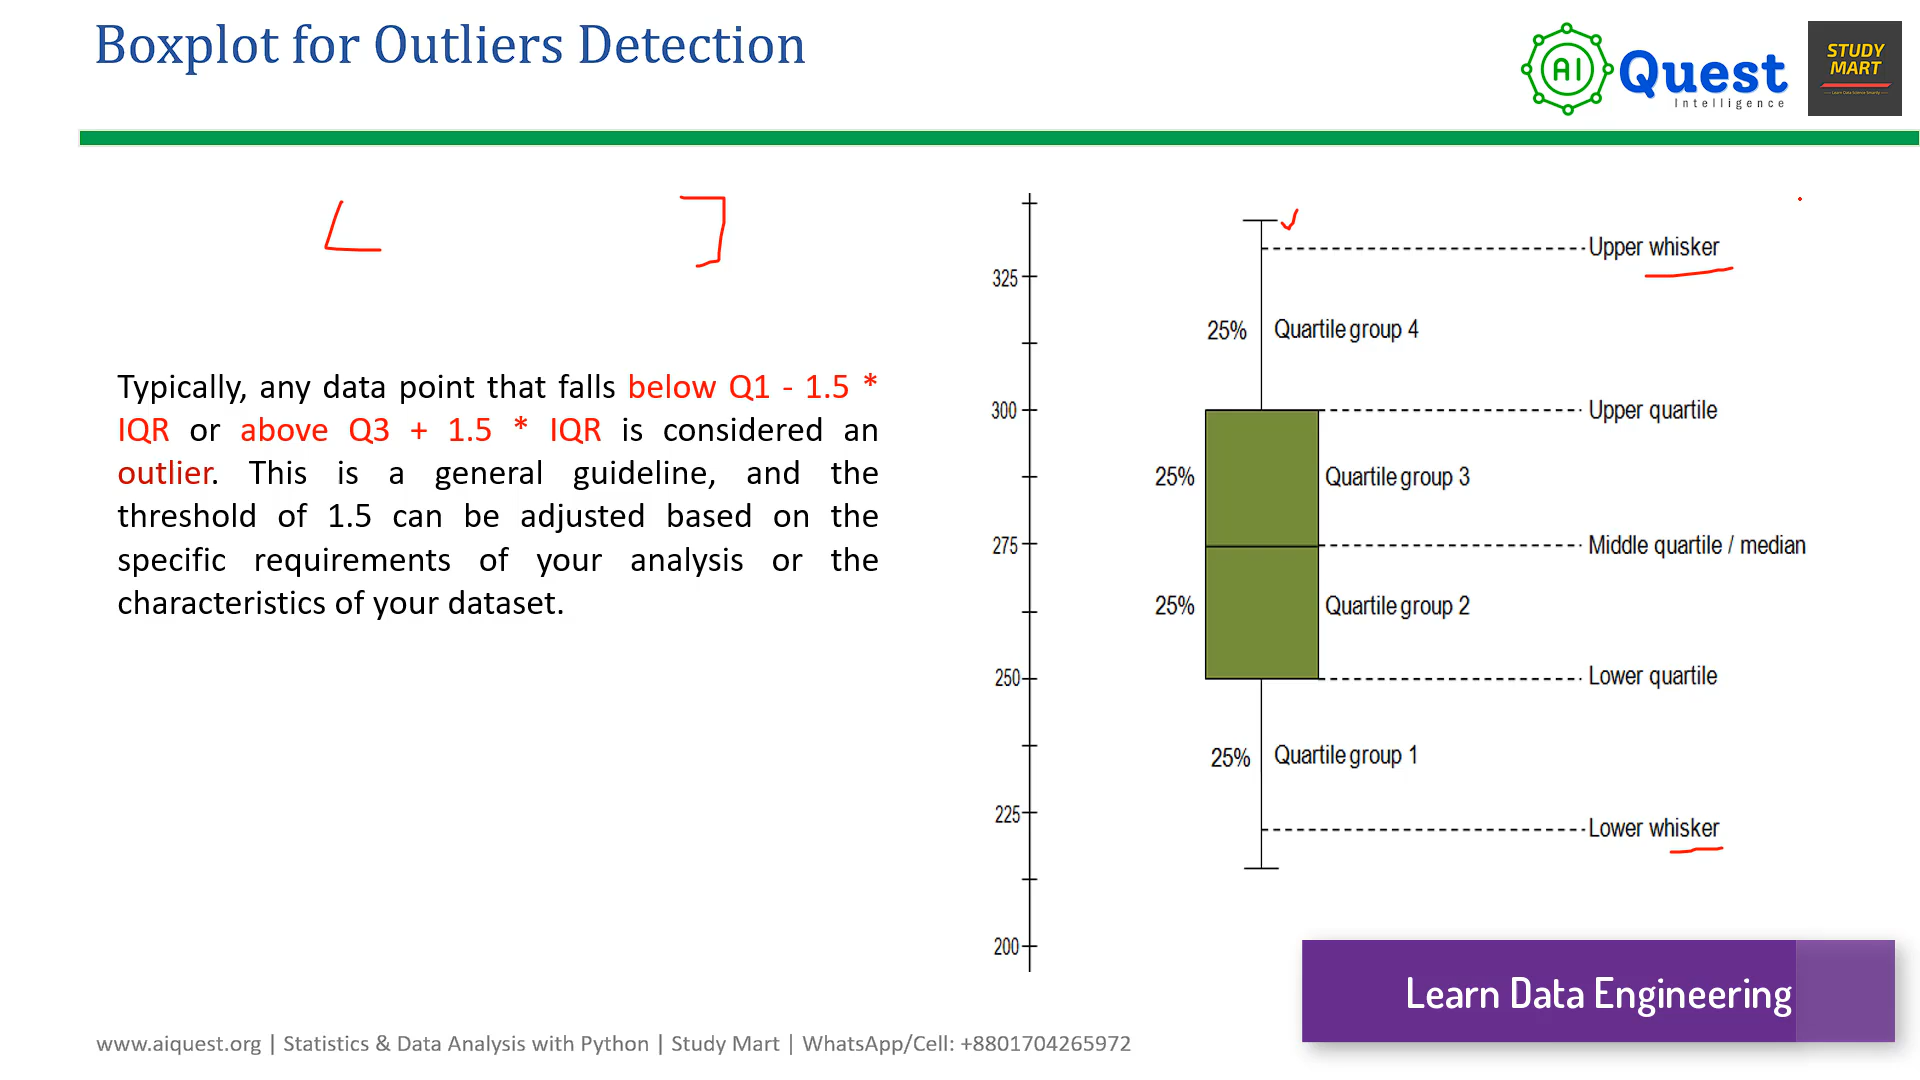 Boxplot for Outliers Detection
AI Quest
Intelligence
STUDY
MART
Typically, any data point that falls below Q1 - 1.5 *
IQR or above Q3 + 1.5 * IQR is considered an
outlier. This is a general guideline, and the
threshold of 1.5 can be adjusted based on the
specific requirements of your analysis or the
characteristics of your dataset.
Upper whisker
325
25% Quartile group 4
300
Upper quartile
25% Quartile group 3
275
Middle quartile / median
25% Quartile group 2
250
Lower quartile
25% Quartile group 1
225
Lower whisker
200
Learn Data Engineering
www.aiquest.org | Statistics & Data Analysis with Python | Study Mart | WhatsApp/Cell: +8801704265972